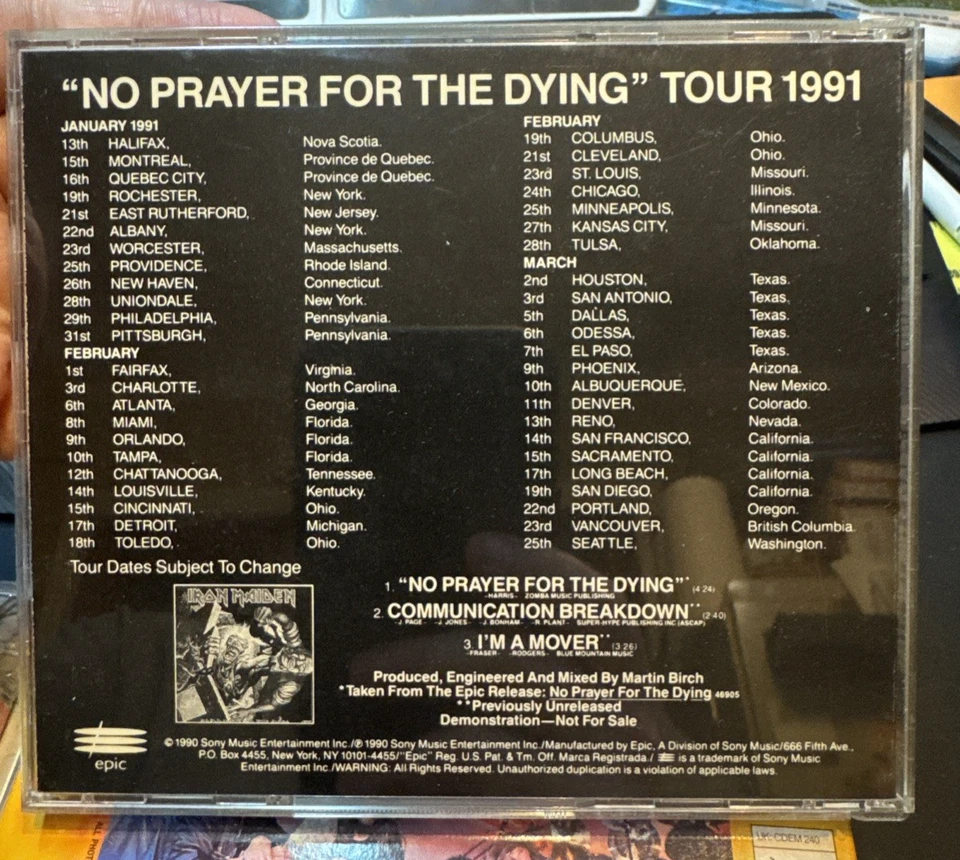 “NO PRAYER FOR THE DYING” TOUR 1991
JANUARY 1991
13th HALIFAX, Nova Scotia.
15th MONTREAL, Province de Quebec.
16th QUEBEC CITY, Province de Quebec.
19th ROCHESTER, New York.
21st EAST RUTHERFORD, New Jersey.
22nd ALBANY, New York.
23rd WORCESTER, Massachusetts.
25th PROVIDENCE, Rhode Island.
26th NEW HAVEN, Connecticut.
28th UNIONDALE, New York.
29th PHILADELPHIA, Pennsylvania.
31st PITTSBURGH, Pennsylvania.
FEBRUARY
1st FAIRFAX, Virginia.
3rd CHARLOTTE, North Carolina.
6th ATLANTA, Georgia.
8th MIAMI, Florida.
9th ORLANDO, Florida.
10th TAMPA, Florida.
12th CHATTANOOGA, Tennessee.
14th LOUISVILLE, Kentucky.
15th CINCINNATI, Ohio.
17th DETROIT, Michigan.
18th TOLEDO, Ohio.
Tour Dates Subject To Change
FEBRUARY
19th COLUMBUS, Ohio.
21st CLEVELAND, Ohio.
23rd ST. LOUIS, Missouri.
24th CHICAGO, Illinois.
25th MINNEAPOLIS, Minnesota.
27th KANSAS CITY, Missouri.
28th TULSA, Oklahoma.
MARCH
2nd HOUSTON, Texas.
3rd SAN ANTONIO, Texas.
5th DALLAS, Texas.
6th ODESSA, Texas.
7th EL PASO, Texas.
9th PHOENIX, Arizona.
10th ALBUQUERQUE, New Mexico.
11th DENVER, Colorado.
13th RENO, Nevada.
14th SAN FRANCISCO, California.
15th SACRAMENTO, California.
17th LONG BEACH, California.
19th SAN DIEGO, California.
22nd PORTLAND, Oregon.
23rd VANCOUVER, British Columbia.
25th SEATTLE, Washington.
IRON MAIDEN
1. “NO PRAYER FOR THE DYING”* (4:24)
-HARRIS- ZOMBA MUSIC PUBLISHING
2. COMMUNICATION BREAKDOWN** (2:40)
-J. PAGE- -J. JONES- -J. BONHAM- -R. PLANT- SUPER-HYPE PUBLISHING INC (ASCAP)
3. I'M A MOVER** (3:26)
-FRASER- -RODGERS- BLUE MOUNTAIN MUSIC
Produced, Engineered And Mixed By Martin Birch
*Taken From The Epic Release: No Prayer For The Dying 46905
**Previously Unreleased
Demonstration—Not For Sale
epic
© 1990 Sony Music Entertainment Inc./℗ 1990 Sony Music Entertainment Inc./Manufactured by Epic, A Division of Sony Music/666 Fifth Ave.,
P.O. Box 4455, New York, NY 10101-4455/“Epic” Reg. U.S. Pat. & Tm. Off. Marca Registrada./ is a trademark of Sony Music
Entertainment Inc./WARNING: All Rights Reserved. Unauthorized duplication is a violation of applicable laws.
ALL PHOT
UK: CDEM 240